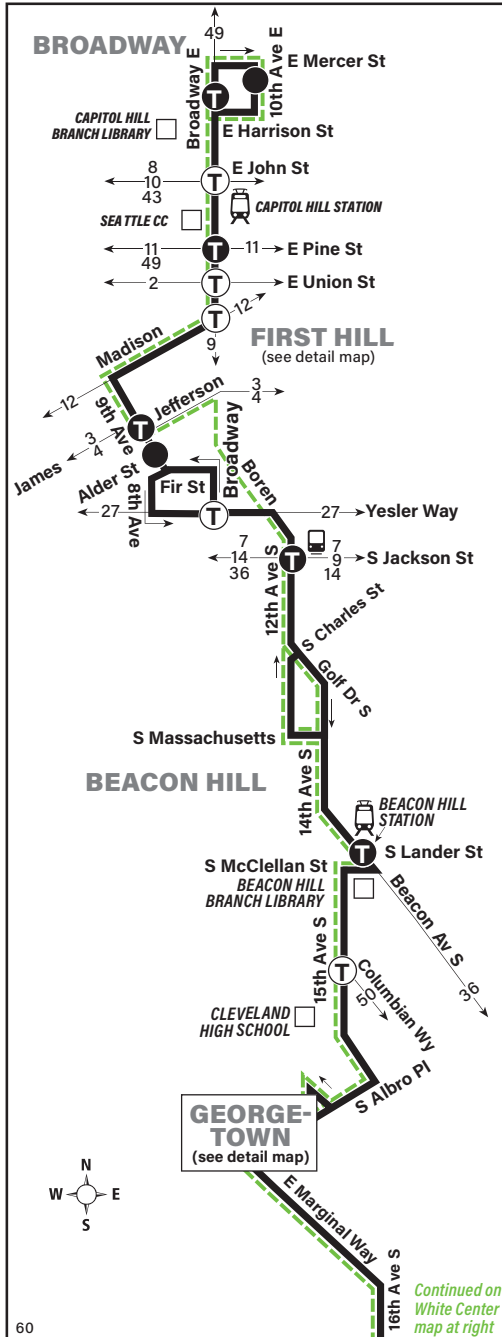 49
BROADWAY
E Mercer St
Broadway E
10th Ave E
CAPITOL HILL
BRANCH LIBRARY
T
E Harrison St
8
10
43
E John St
T
CAPITOL HILL STATION
SEATTLE CC
11
49
T
11
E Pine St
2
T
E Union St
T
12
9
Madison
FIRST HILL
(see detail map)
12
9th Ave
Jefferson
3
4
T
James
3
4
Alder St
8th Ave
Fir St
Broadway
Boren
27
T
27
Yesler Way
7
14
36
T
7
9
14
S Jackson St
12th Ave S
S Charles St
Golf Dr S
S Massachusetts
14th Ave S
BEACON HILL
BEACON HILL
STATION
T
S Lander St
S McClellan St
BEACON HILL
BRANCH LIBRARY
Beacon Av S
36
15th Ave S
T
Columbian Wy
50
CLEVELAND
HIGH SCHOOL
S Albro Pl
GEORGE-
TOWN
(see detail map)
N
W
E
S
E Marginal Way
16th Ave S
Continued on
White Center
map at right
60